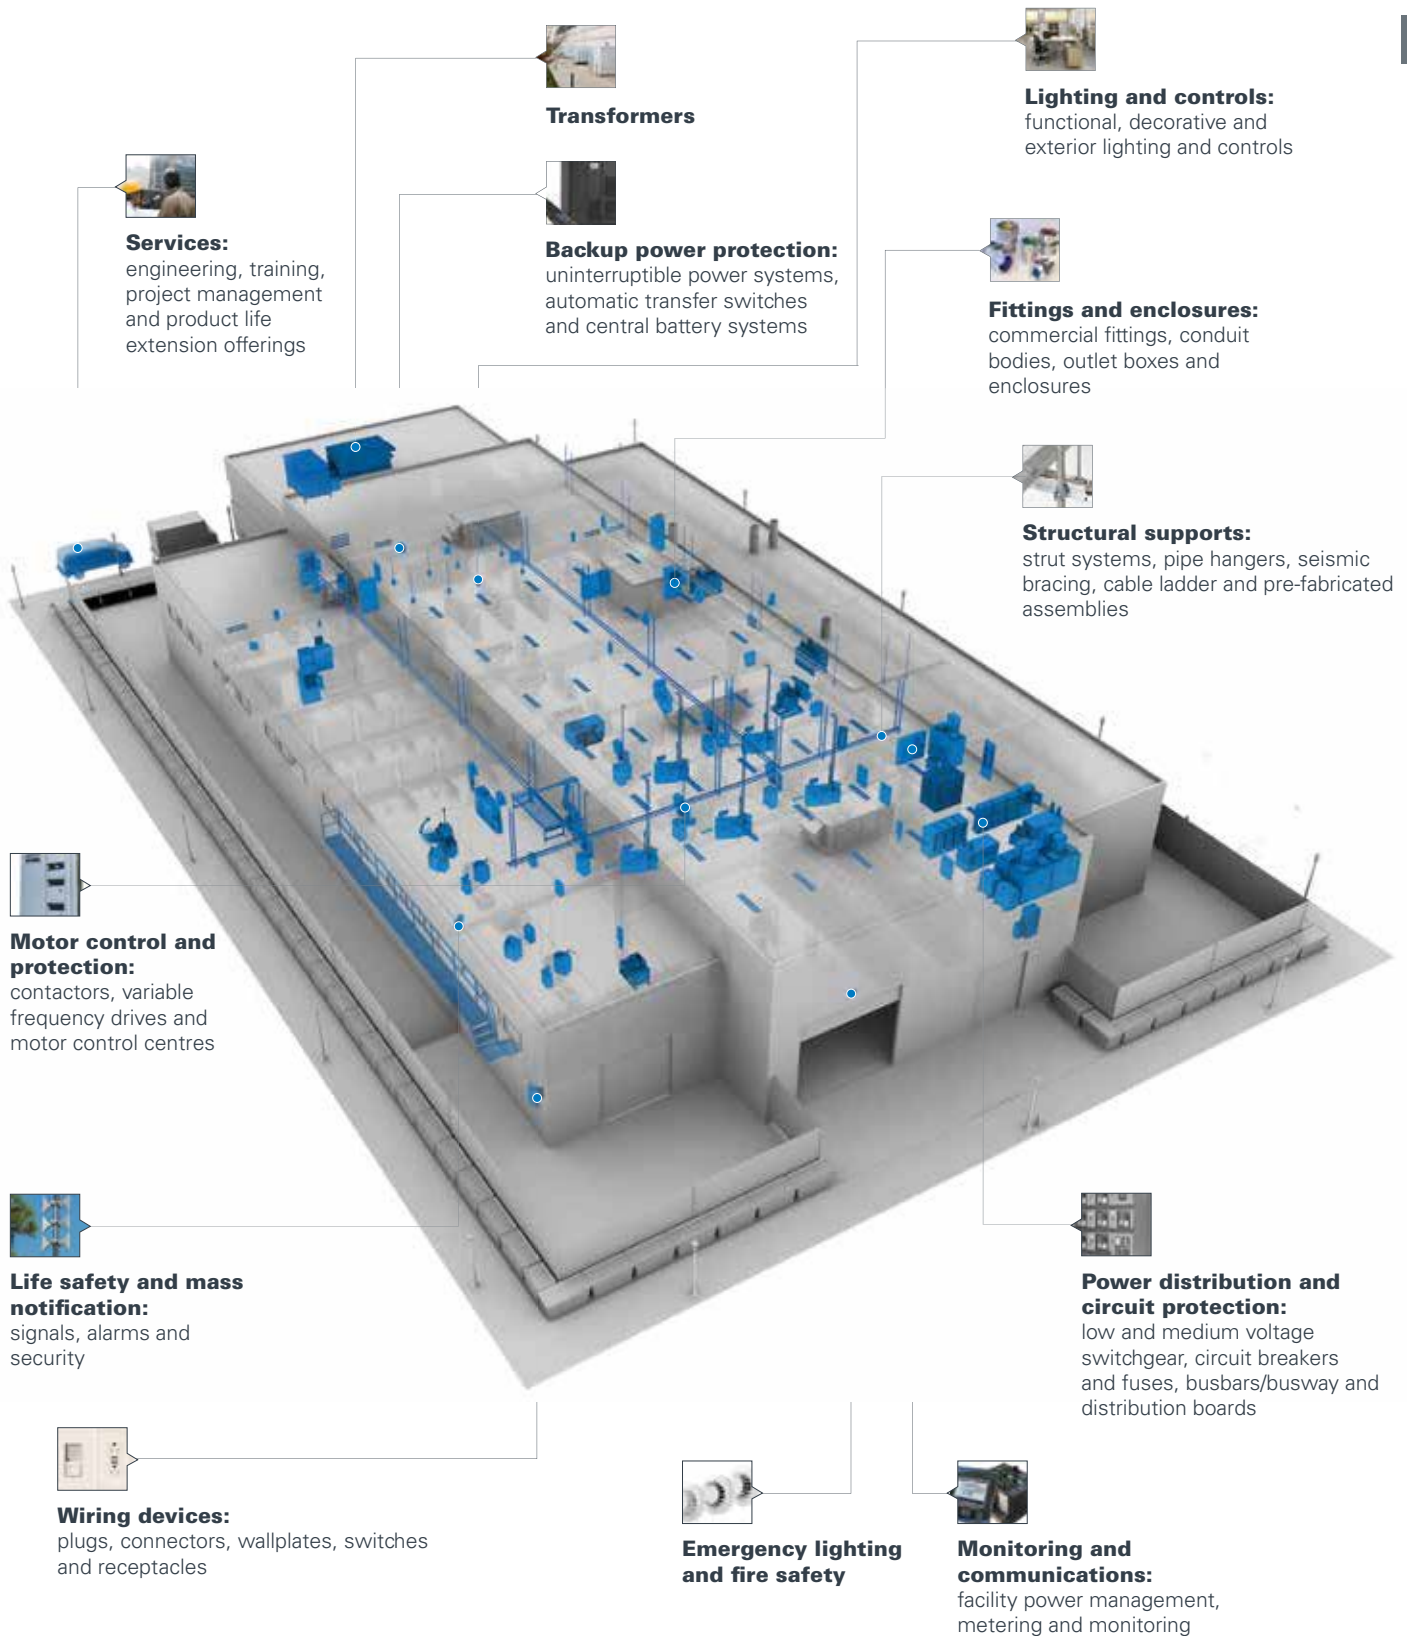 Transformers
Lighting and controls:
functional, decorative and
exterior lighting and controls
Services:
engineering, training,
project management
and product life
extension offerings
Backup power protection:
uninterruptible power systems,
automatic transfer switches
and central battery systems
Fittings and enclosures:
commercial fittings, conduit
bodies, outlet boxes and
enclosures
Structural supports:
strut systems, pipe hangers, seismic
bracing, cable ladder and pre-fabricated
assemblies
Motor control and
protection:
contactors, variable
frequency drives and
motor control centres
Life safety and mass
notification:
signals, alarms and
security
Power distribution and
circuit protection:
low and medium voltage
switchgear, circuit breakers
and fuses, busbars/busway and
distribution boards
Wiring devices:
plugs, connectors, wallplates, switches
and receptacles
Emergency lighting
and fire safety
Monitoring and
communications:
facility power management,
metering and monitoring